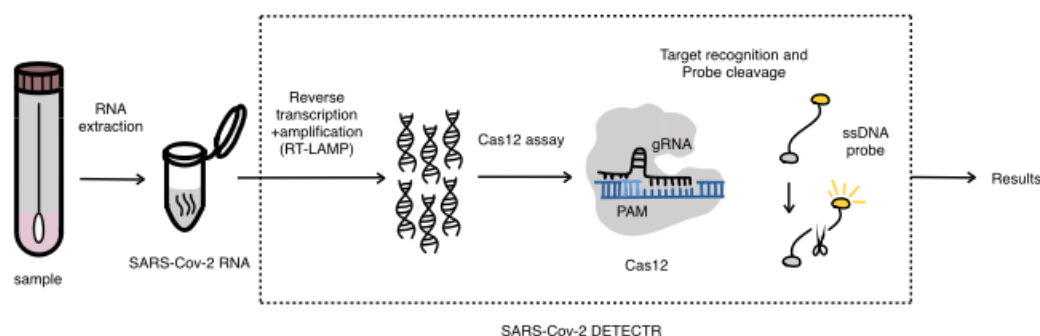 Target recognition and
Probe cleavage
RNA
extraction
Reverse
transcription
+amplification
(RT-LAMP)
Cas12 assay
gRNA
ssDNA
probe
PAM
Results
SARS-Cov-2 RNA
Cas12
sample
SARS-Cov-2 DETECTR